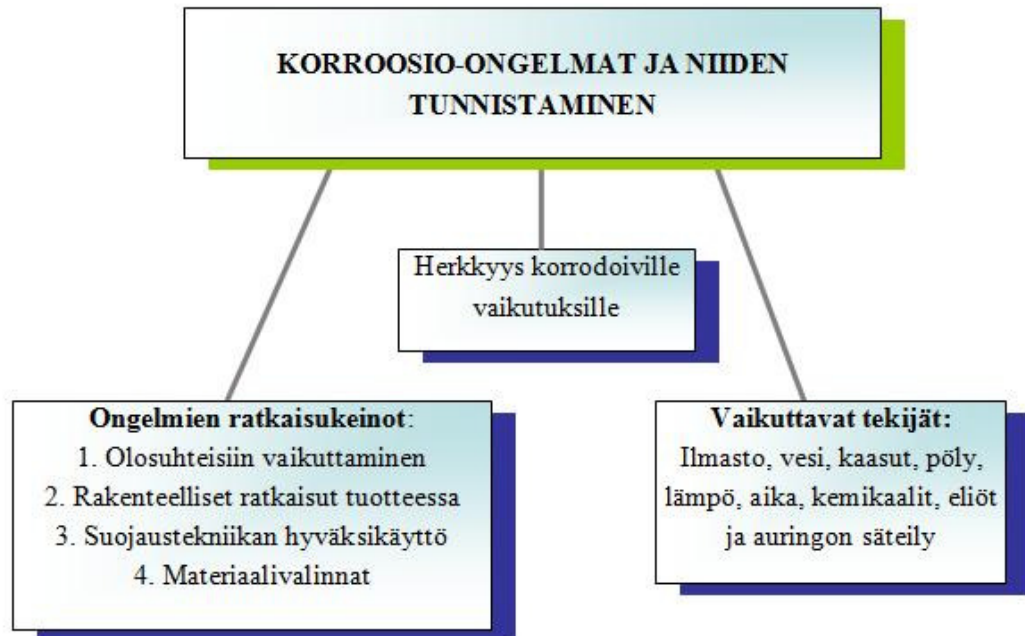 KORROOSIO-ONGELMAT JA NIIDEN
TUNNISTAMINEN
Herkkyys korrodoiville
vaikutuksille
Ongelmien ratkaisukeinot:
1. Olosuhteisiin vaikuttaminen
2. Rakenteelliset ratkaisut tuotteessa
3. Suojaustekniikan hyväksikäyttö
4. Materiaalivalinnat
Vaikuttavat tekijät:
Ilmasto, vesi, kaasut, pöly,
lämpö, aika, kemikaalit, eliöt
ja auringon säteily